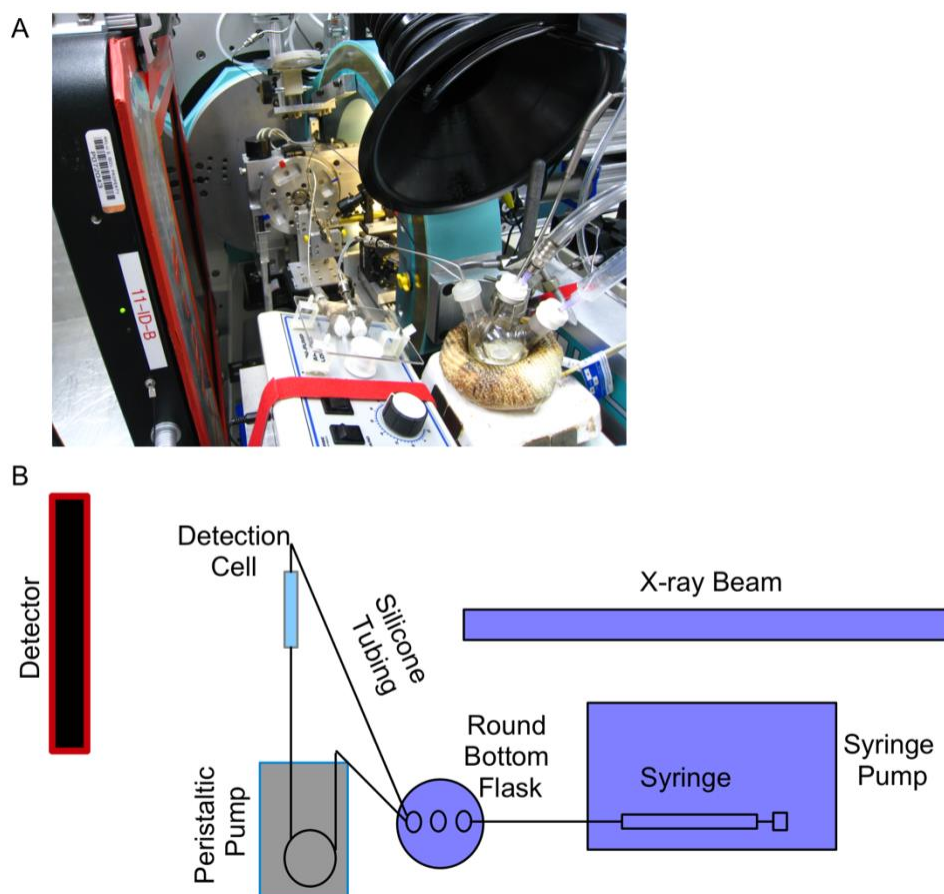 A
11-ID-B
B
Detector
Detection
Cell
Silicone
Tubing
X-ray Beam
Peristaltic
Pump
Round
Bottom
Flask
Syringe
Syringe
Pump